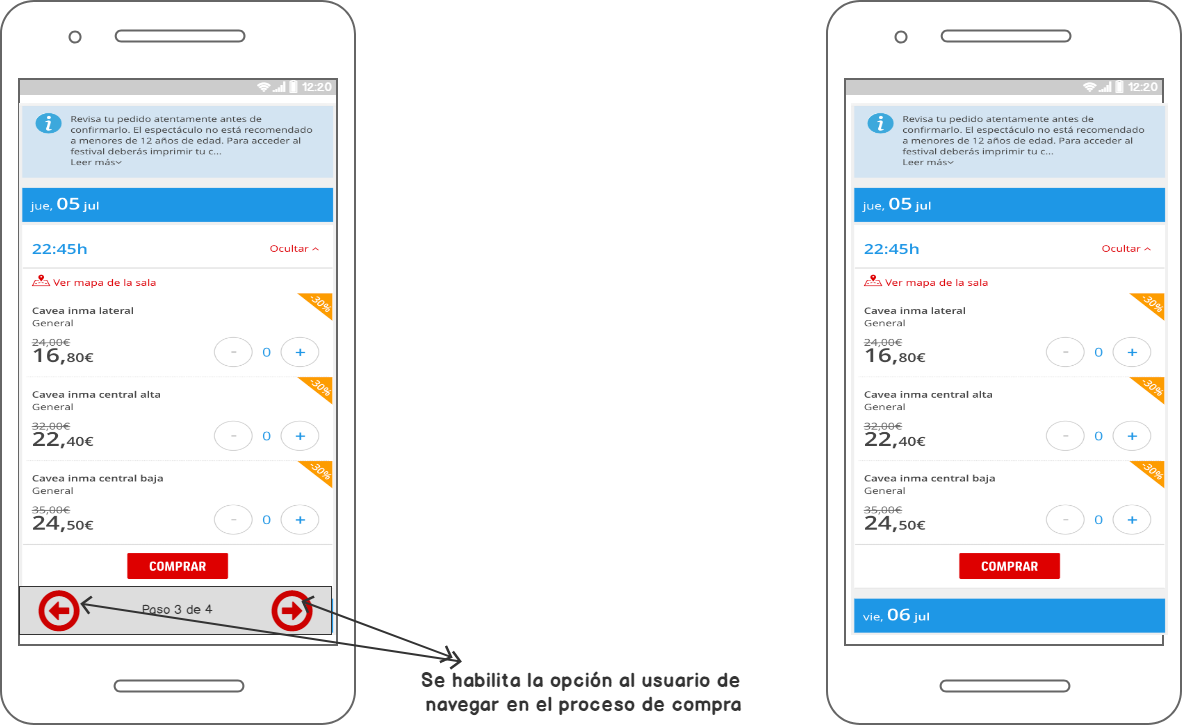 12:20
Revisa tu pedido atentamente antes de
confirmarlo. El espectáculo no está recomendado
a menores de 12 años de edad. Para acceder al
festival deberás imprimir tu c...
Leer más
jue, 05 jul
22:45h Ocultar
Ver mapa de la sala
-30%
Cavea inma lateral
General
24,00€
16,80€ - 0 +
-30%
Cavea inma central alta
General
32,00€
22,40€ - 0 +
-30%
Cavea inma central baja
General
35,00€
24,50€ - 0 +
COMPRAR
Paso 3 de 4
Se habilita la opción al usuario de
navegar en el proceso de compra
12:20
Revisa tu pedido atentamente antes de
confirmarlo. El espectáculo no está recomendado
a menores de 12 años de edad. Para acceder al
festival deberás imprimir tu c...
Leer más
jue, 05 jul
22:45h Ocultar
Ver mapa de la sala
-30%
Cavea inma lateral
General
24,00€
16,80€ - 0 +
-30%
Cavea inma central alta
General
32,00€
22,40€ - 0 +
-30%
Cavea inma central baja
General
35,00€
24,50€ - 0 +
COMPRAR
vie, 06 jul